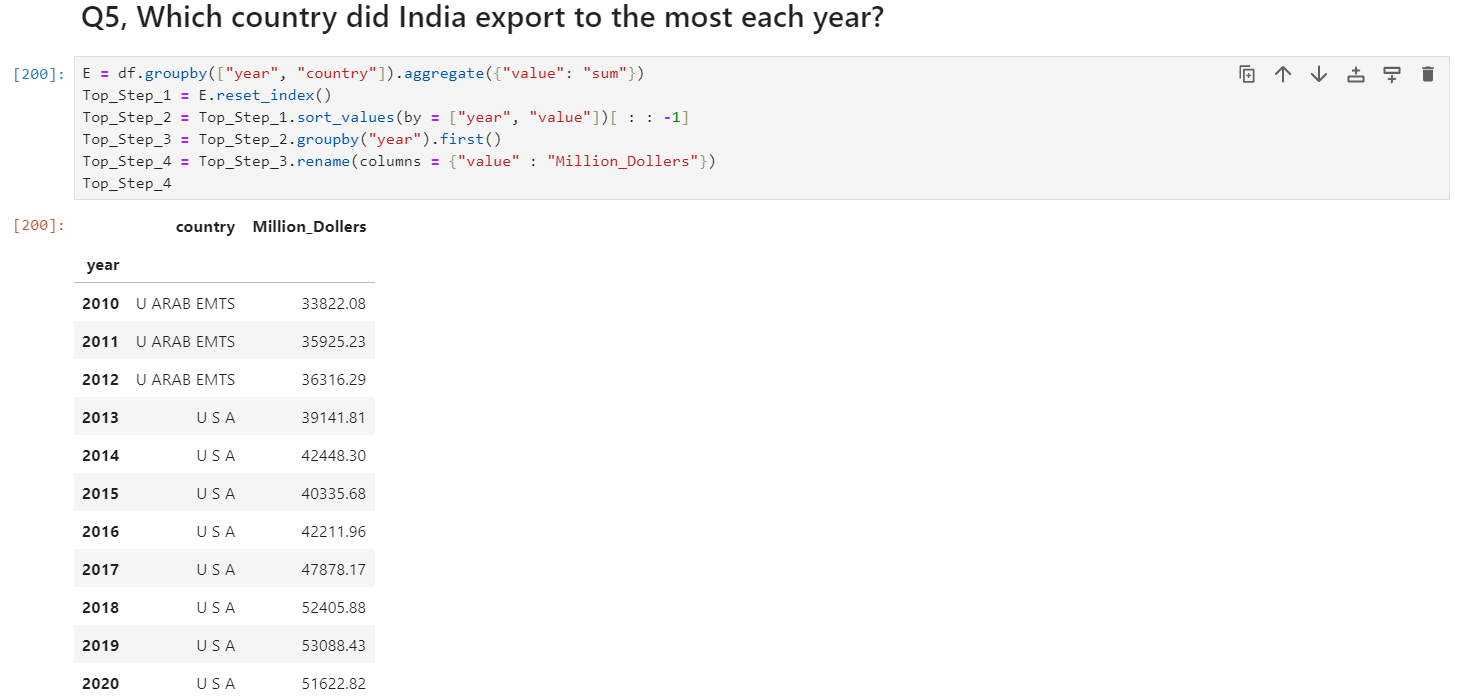 Q5, Which country did India export to the most each year?
[200]: E = df.groupby(["year", "country"]).aggregate({"value": "sum"})
Top_Step_1 = E.reset_index()
Top_Step_2 = Top_Step_1.sort_values(by = ["year", "value"])[ : : -1]
Top_Step_3 = Top_Step_2.groupby("year").first()
Top_Step_4 = Top_Step_3.rename(columns = {"value" : "Million_Dollers"})
Top_Step_4
[200]: country Million_Dollers
year
2010 U ARAB EMTS 33822.08
2011 U ARAB EMTS 35925.23
2012 U ARAB EMTS 36316.29
2013 U S A 39141.81
2014 U S A 42448.30
2015 U S A 40335.68
2016 U S A 42211.96
2017 U S A 47878.17
2018 U S A 52405.88
2019 U S A 53088.43
2020 U S A 51622.82